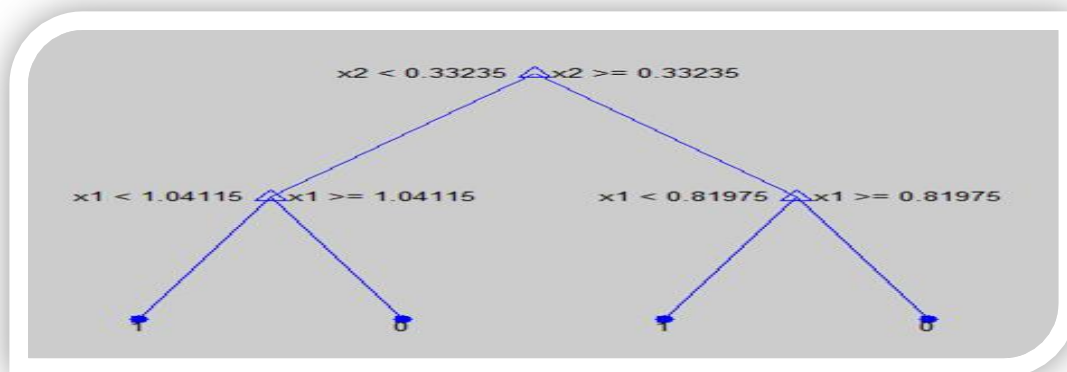 x2 < 0.33235 x2 >= 0.33235
x1 < 1.04115 x1 >= 1.04115 x1 < 0.81975 x1 >= 0.81975
1 0 1 0